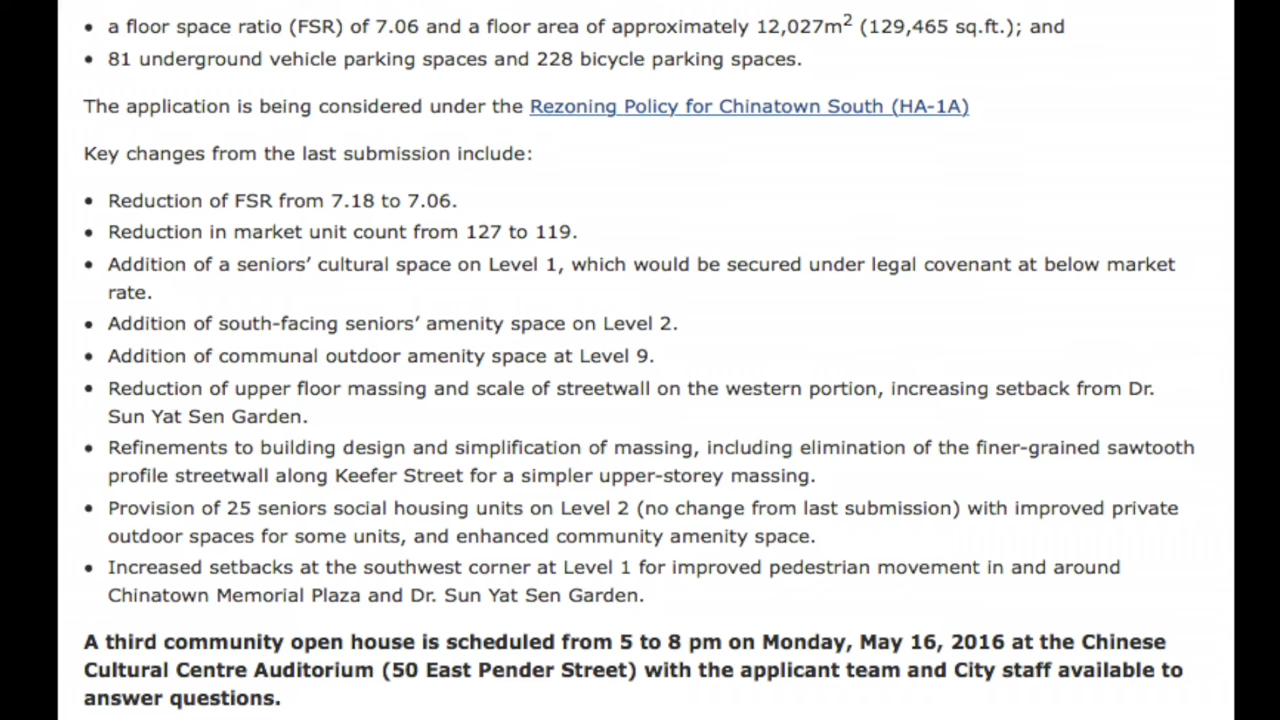 • a floor space ratio (FSR) of 7.06 and a floor area of approximately 12,027m² (129,465 sq.ft.); and
• 81 underground vehicle parking spaces and 228 bicycle parking spaces.
The application is being considered under the Rezoning Policy for Chinatown South (HA-1A)
Key changes from the last submission include:
• Reduction of FSR from 7.18 to 7.06.
• Reduction in market unit count from 127 to 119.
• Addition of a seniors’ cultural space on Level 1, which would be secured under legal covenant at below market
rate.
• Addition of south-facing seniors’ amenity space on Level 2.
• Addition of communal outdoor amenity space at Level 9.
• Reduction of upper floor massing and scale of streetwall on the western portion, increasing setback from Dr.
Sun Yat Sen Garden.
• Refinements to building design and simplification of massing, including elimination of the finer-grained sawtooth
profile streetwall along Keefer Street for a simpler upper-storey massing.
• Provision of 25 seniors social housing units on Level 2 (no change from last submission) with improved private
outdoor spaces for some units, and enhanced community amenity space.
• Increased setbacks at the southwest corner at Level 1 for improved pedestrian movement in and around
Chinatown Memorial Plaza and Dr. Sun Yat Sen Garden.
A third community open house is scheduled from 5 to 8 pm on Monday, May 16, 2016 at the Chinese
Cultural Centre Auditorium (50 East Pender Street) with the applicant team and City staff available to
answer questions.